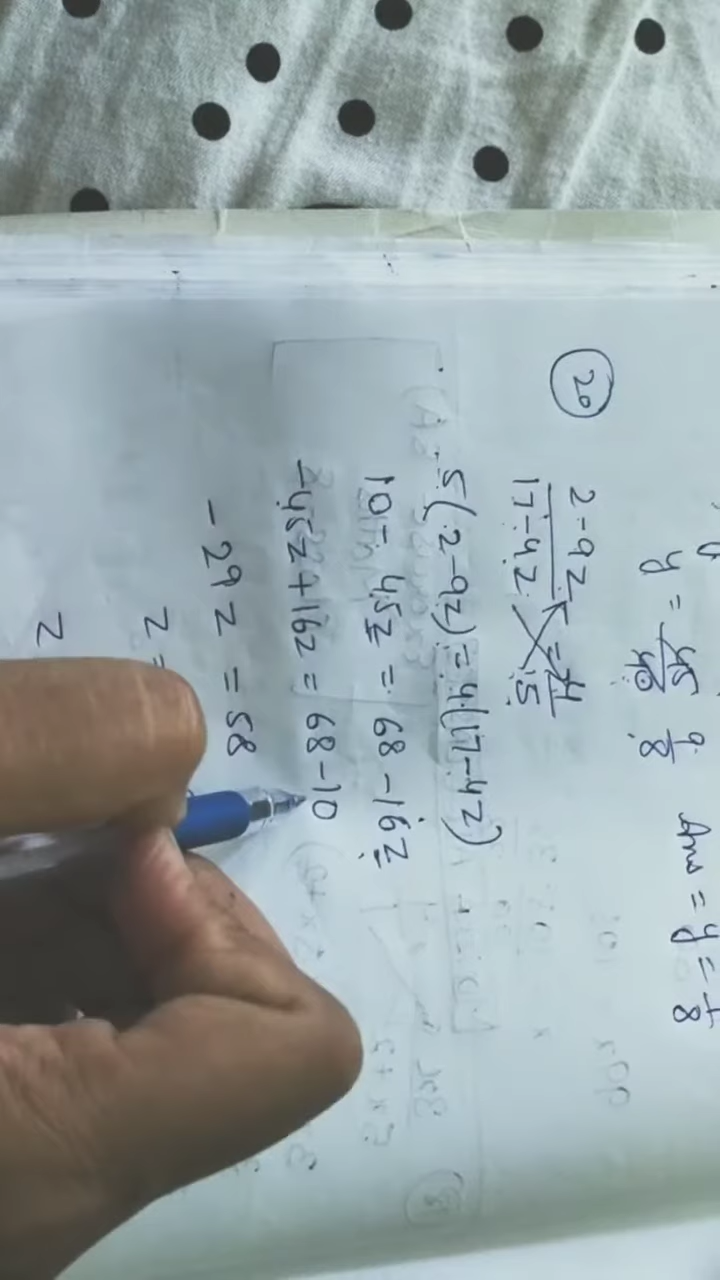 y = 45/40 9/8 Ans = y = 1/8
20
2-9z/17-4z = 4/5
5(2-9z) = 4(17-4z)
10-45z = 68-16z
-45z+16z = 68-10
-29z = 58
z =
z